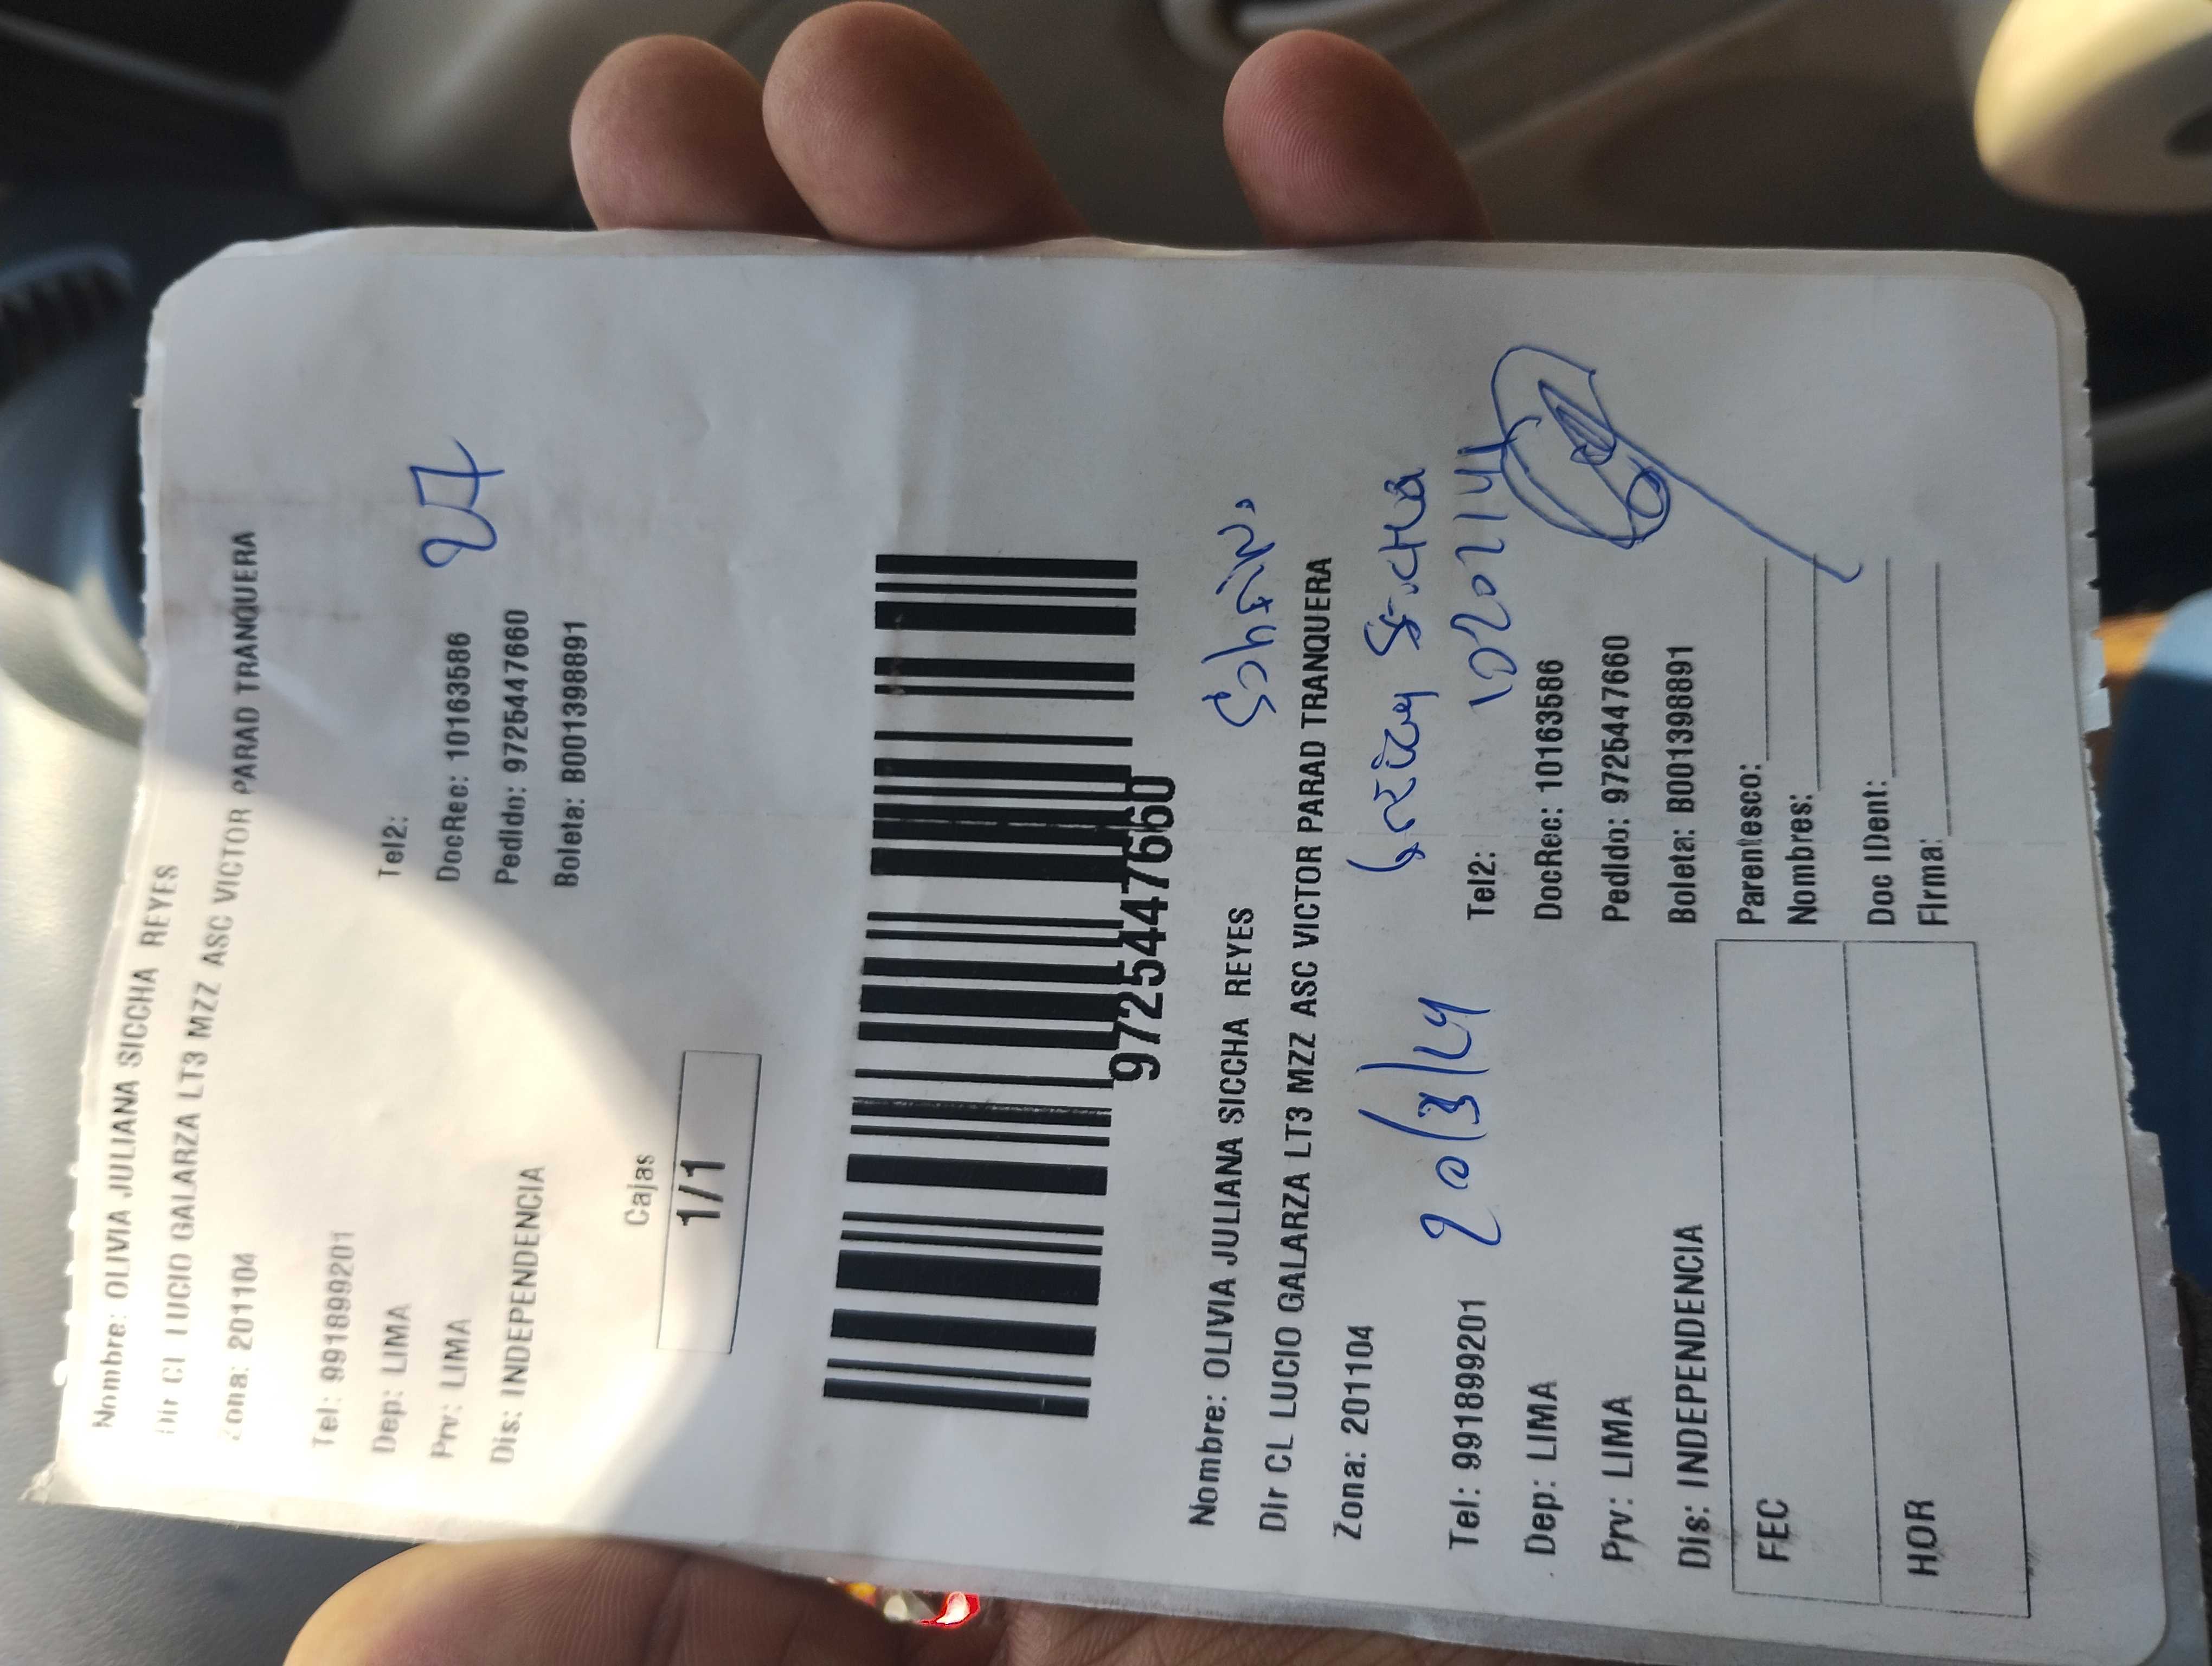 Nombre: OLIVIA JULIANA SICCHA REYES
Dir CL LUCIO GALARZA LT3 MZZ ASC VICTOR PARAD TRANQUERA
Zona: 201104
Tel: 991899201 Tel2:
Dep: LIMA DocRec: 10163586 27
Prv: LIMA Pedido: 9725447660
Dis: INDEPENDENCIA Boleta: B001398891
Cajas
1/1
9725447660
Nombre: OLIVIA JULIANA SICCHA REYES
Dir CL LUCIO GALARZA LT3 MZZ ASC VICTOR PARAD TRANQUERA
Zona: 201104
Siccha
20/3/24
Tel: 991899201 Tel2:
Dep: LIMA DocRec: 10163586
Prv: LIMA Pedido: 9725447660
Dis: INDEPENDENCIA Boleta: B001398891
FEC Parentesco:
Nombres:
HOR Doc IDent:
Firma: